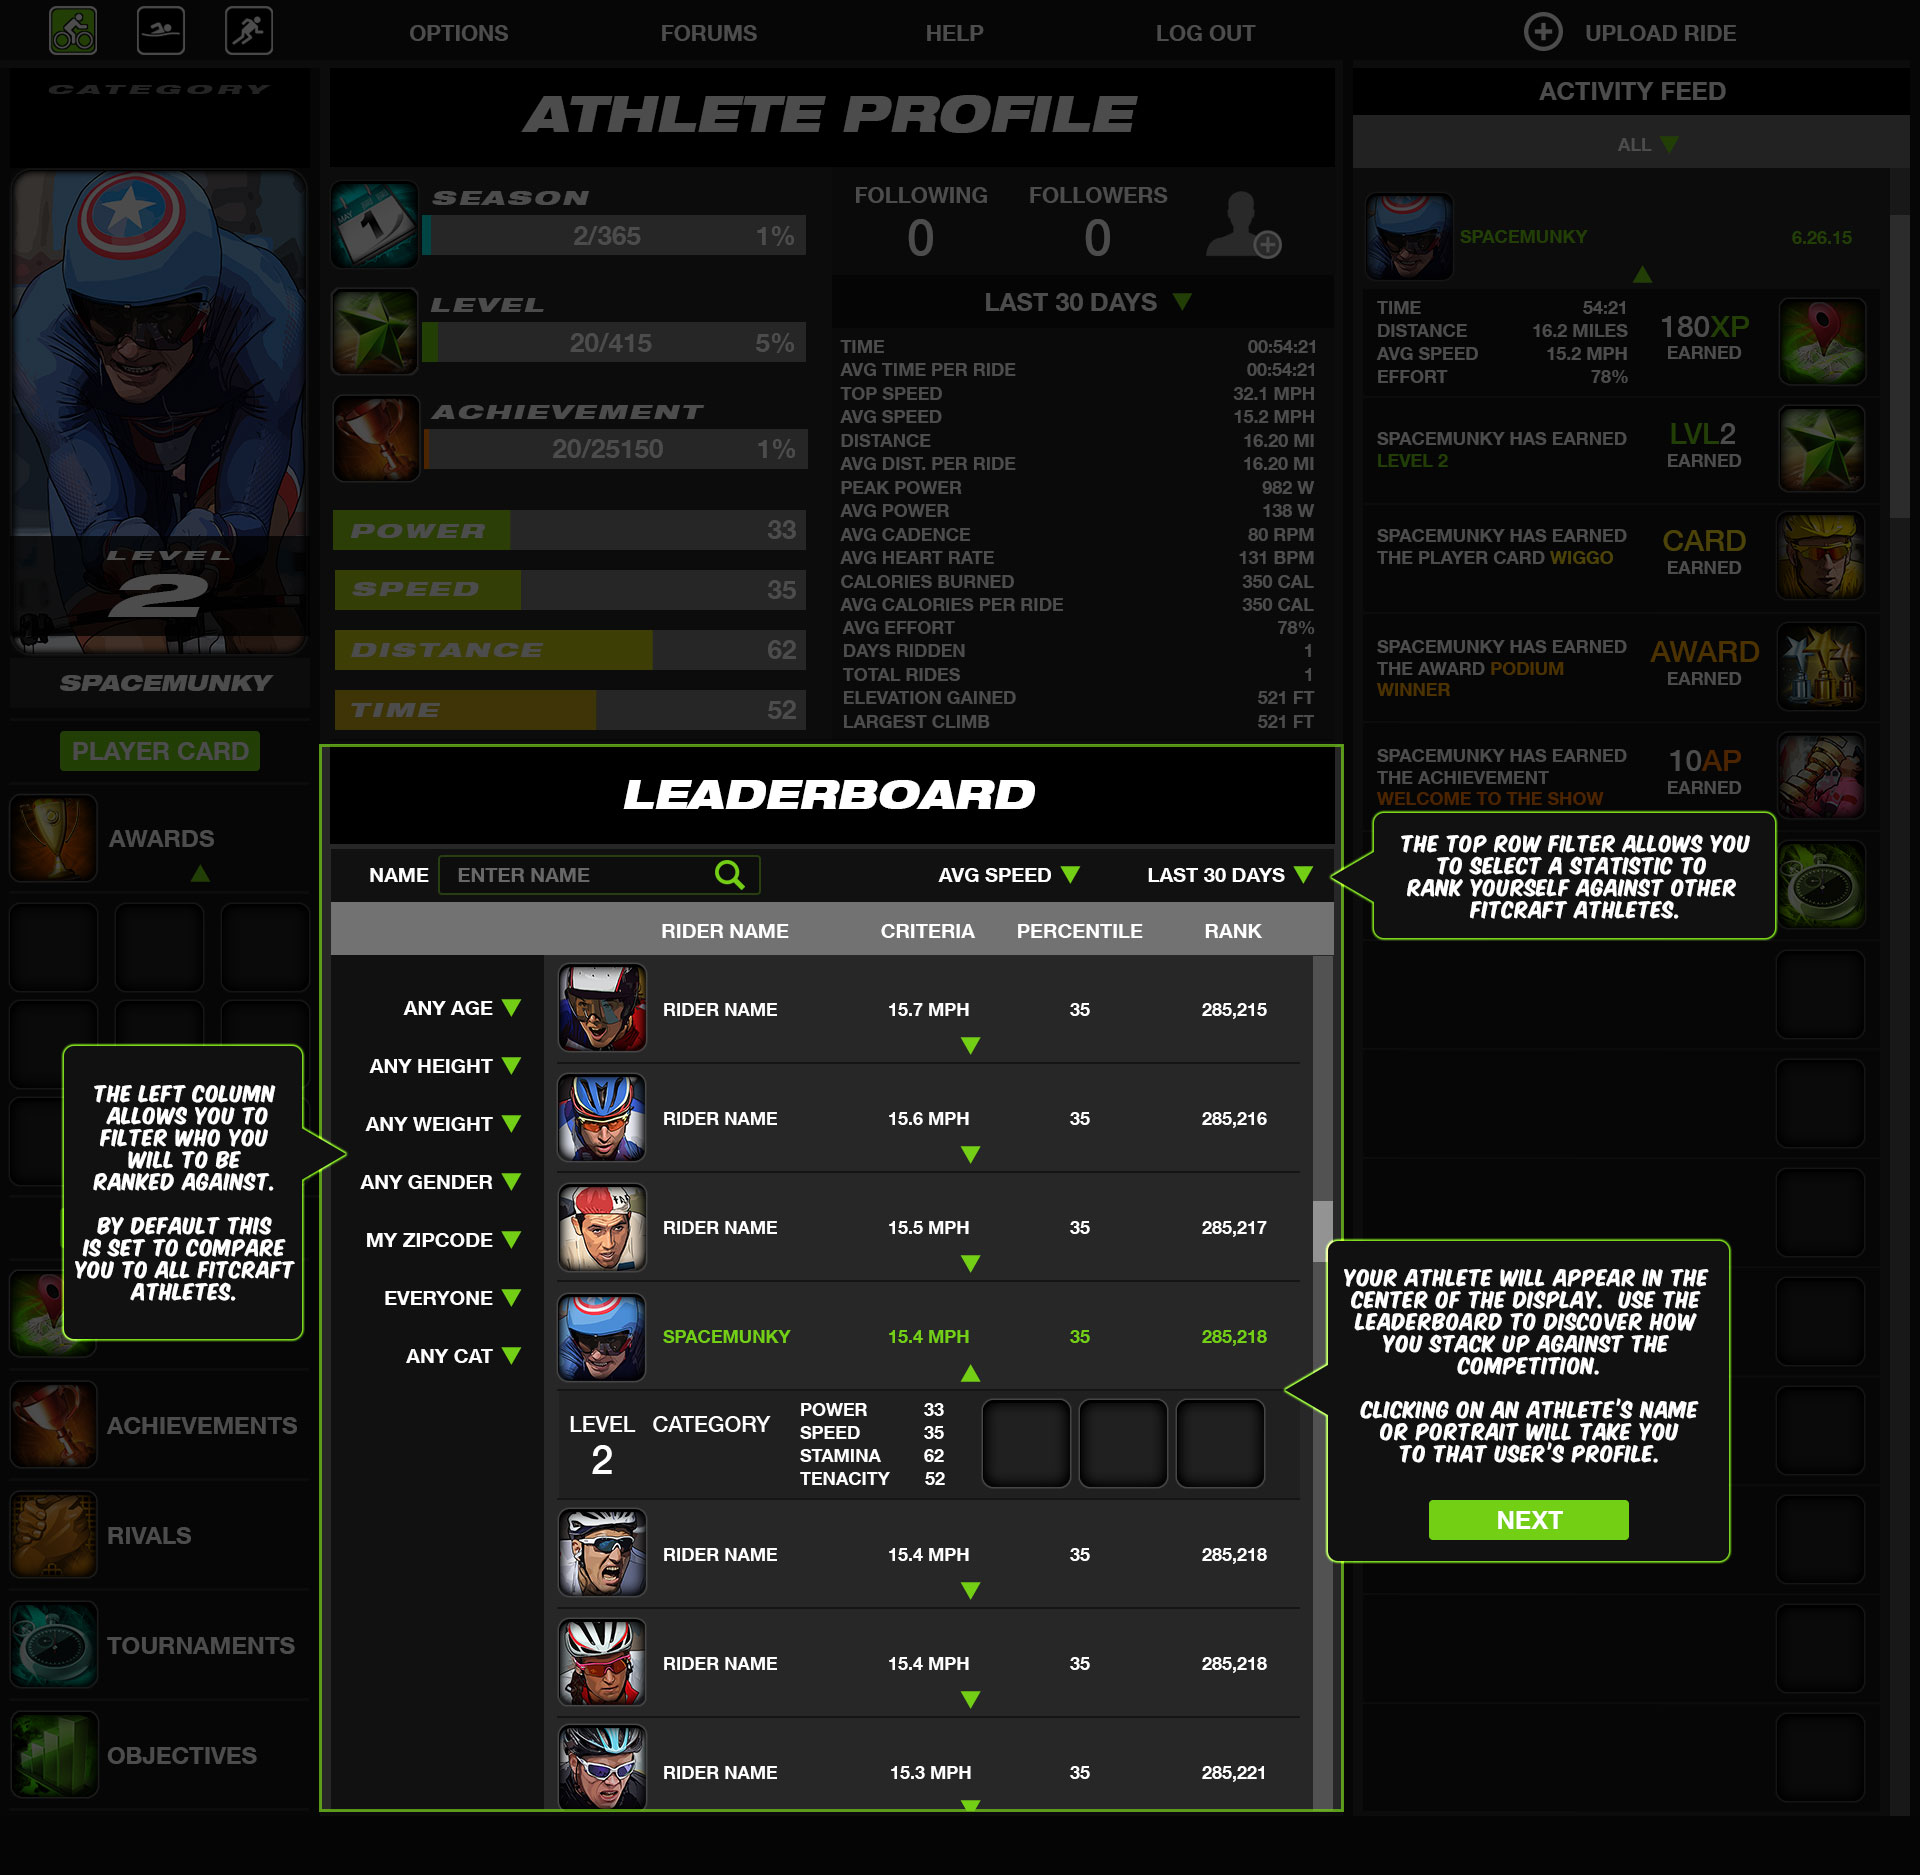 OPTIONS
FORUMS
HELP
LOG OUT
UPLOAD RIDE
CATEGORY
LEVEL
2
SPACEMUNKY
PLAYER CARD
AWARDS
ACHIEVEMENTS
RIVALS
TOURNAMENTS
OBJECTIVES
THE LEFT COLUMN
ALLOWS YOU TO
FILTER WHO YOU
WILL TO BE
RANKED AGAINST.
BY DEFAULT THIS
IS SET TO COMPARE
YOU TO ALL FITCRAFT
ATHLETES.
ATHLETE PROFILE
MAY
1
SEASON
2/365 1%
LEVEL
20/415 5%
ACHIEVEMENT
20/25150 1%
POWER 33
SPEED 35
DISTANCE 62
TIME 52
FOLLOWING
0
FOLLOWERS
0
LAST 30 DAYS
TIME 00:54:21
AVG TIME PER RIDE 00:54:21
TOP SPEED 32.1 MPH
AVG SPEED 15.2 MPH
DISTANCE 16.20 MI
AVG DIST. PER RIDE 16.20 MI
PEAK POWER 982 W
AVG POWER 138 W
AVG CADENCE 80 RPM
AVG HEART RATE 131 BPM
CALORIES BURNED 350 CAL
AVG CALORIES PER RIDE 350 CAL
AVG EFFORT 78%
DAYS RIDDEN 1
TOTAL RIDES 1
ELEVATION GAINED 521 FT
LARGEST CLIMB 521 FT
LEADERBOARD
NAME ENTER NAME AVG SPEED LAST 30 DAYS
RIDER NAME CRITERIA PERCENTILE RANK
ANY AGE
ANY HEIGHT
ANY WEIGHT
ANY GENDER
MY ZIPCODE
EVERYONE
ANY CAT
RIDER NAME 15.7 MPH 35 285,215
RIDER NAME 15.6 MPH 35 285,216
RIDER NAME 15.5 MPH 35 285,217
SPACEMUNKY 15.4 MPH 35 285,218
LEVEL
2
CATEGORY
POWER 33
SPEED 35
STAMINA 62
TENACITY 52
RIDER NAME 15.4 MPH 35 285,218
RIDER NAME 15.4 MPH 35 285,218
RIDER NAME 15.3 MPH 35 285,221
ACTIVITY FEED
ALL
SPACEMUNKY 6.26.15
TIME 54:21
DISTANCE 16.2 MILES
AVG SPEED 15.2 MPH
EFFORT 78%
180XP
EARNED
SPACEMUNKY HAS EARNED
LEVEL 2
LVL2
EARNED
SPACEMUNKY HAS EARNED
THE PLAYER CARD WIGGO
CARD
EARNED
SPACEMUNKY HAS EARNED
THE AWARD PODIUM
WINNER
AWARD
EARNED
SPACEMUNKY HAS EARNED
THE ACHIEVEMENT
WELCOME TO THE SHOW
10AP
EARNED
THE TOP ROW FILTER ALLOWS YOU
TO SELECT A STATISTIC TO
RANK YOURSELF AGAINST OTHER
FITCRAFT ATHLETES.
YOUR ATHLETE WILL APPEAR IN THE
CENTER OF THE DISPLAY. USE THE
LEADERBOARD TO DISCOVER HOW
YOU STACK UP AGAINST THE
COMPETITION.
CLICKING ON AN ATHLETE'S NAME
OR PORTRAIT WILL TAKE YOU
TO THAT USER'S PROFILE.
NEXT